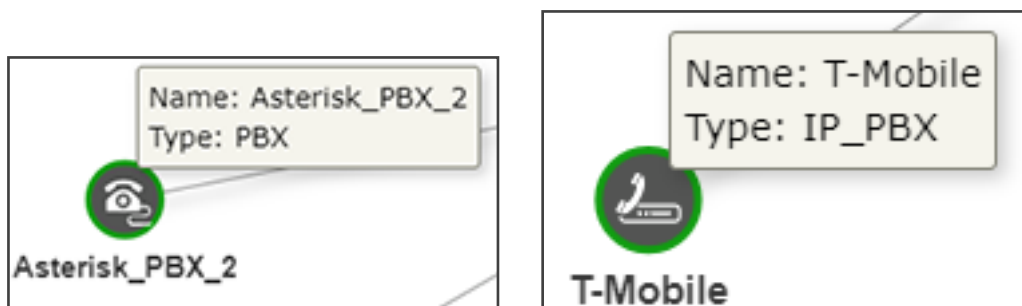 Name: Asterisk_PBX_2
Type: PBX
Asterisk_PBX_2
Name: T-Mobile
Type: IP_PBX
T-Mobile